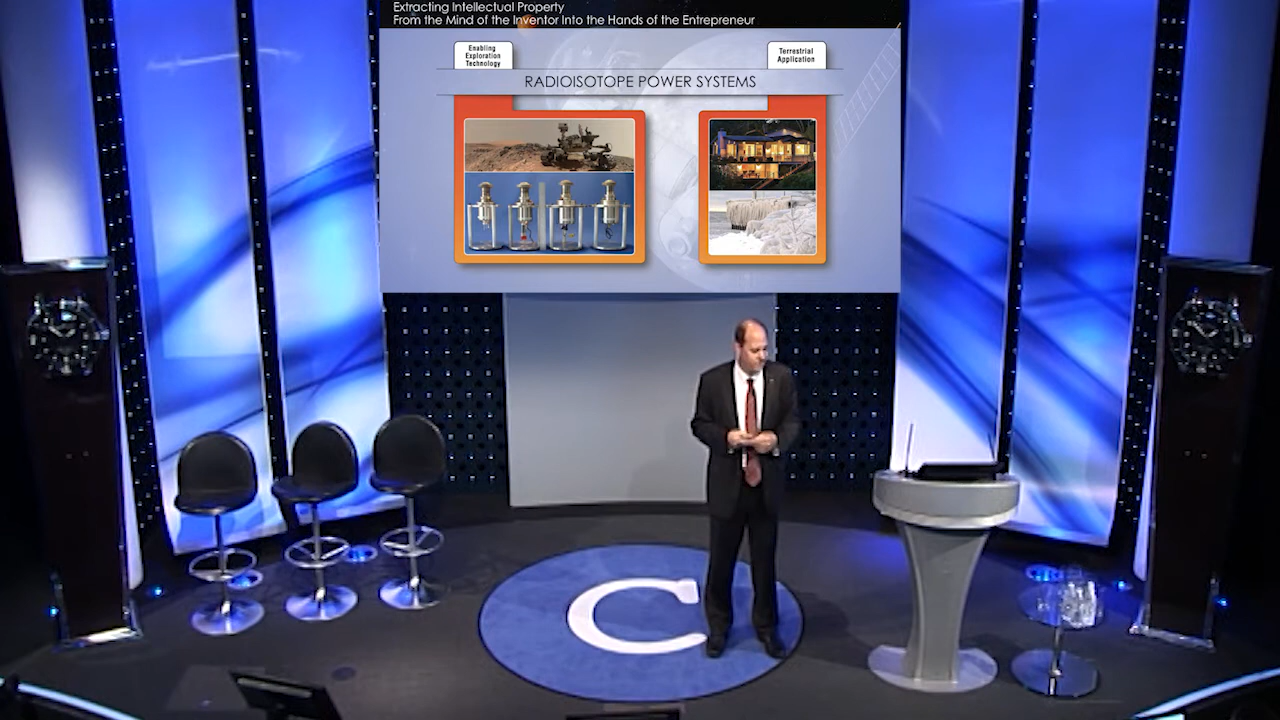 Extracting Intellectual Property
From the Mind of the Inventor Into the Hands of the Entrepreneur
Enabling
Exploration
Technology
Terrestrial
Application
RADIOISOTOPE POWER SYSTEMS
C